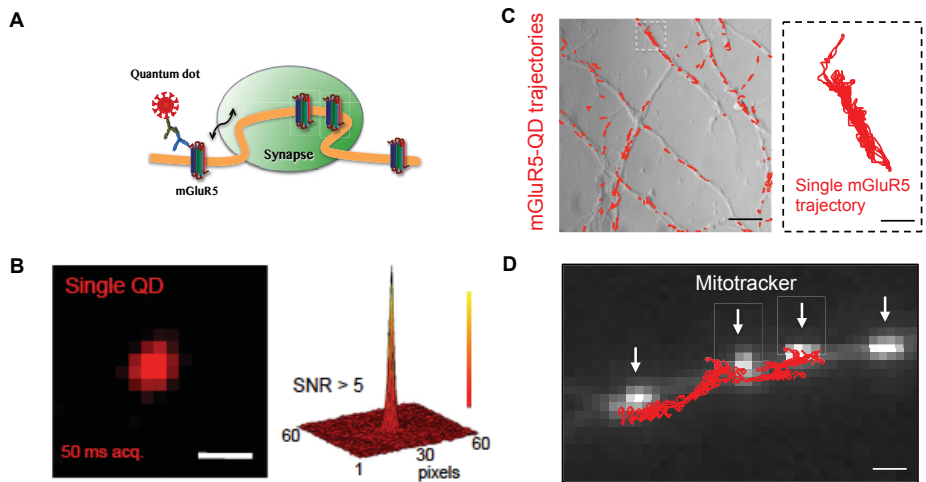 A
Quantum dot
Synapse
mGluR5
B
Single QD
50 ms acq.
SNR > 5
60
1
30
pixels
60
C
mGluR5-QD trajectories
Single mGluR5
trajectory
D
Mitotracker